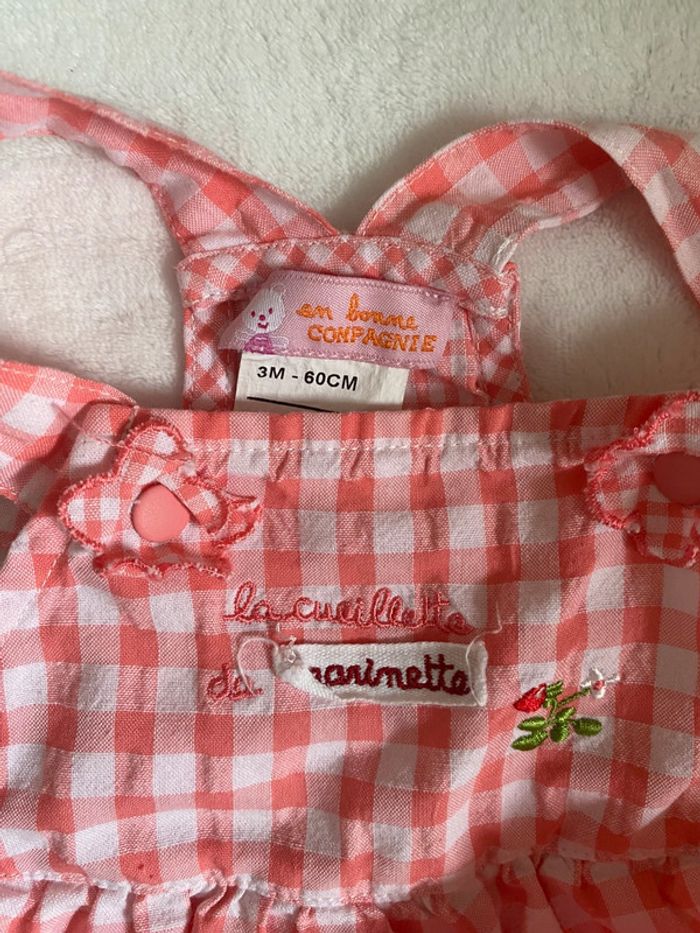 en bonne
COMPAGNIE
3M - 60CM
la cueillette
de marinette